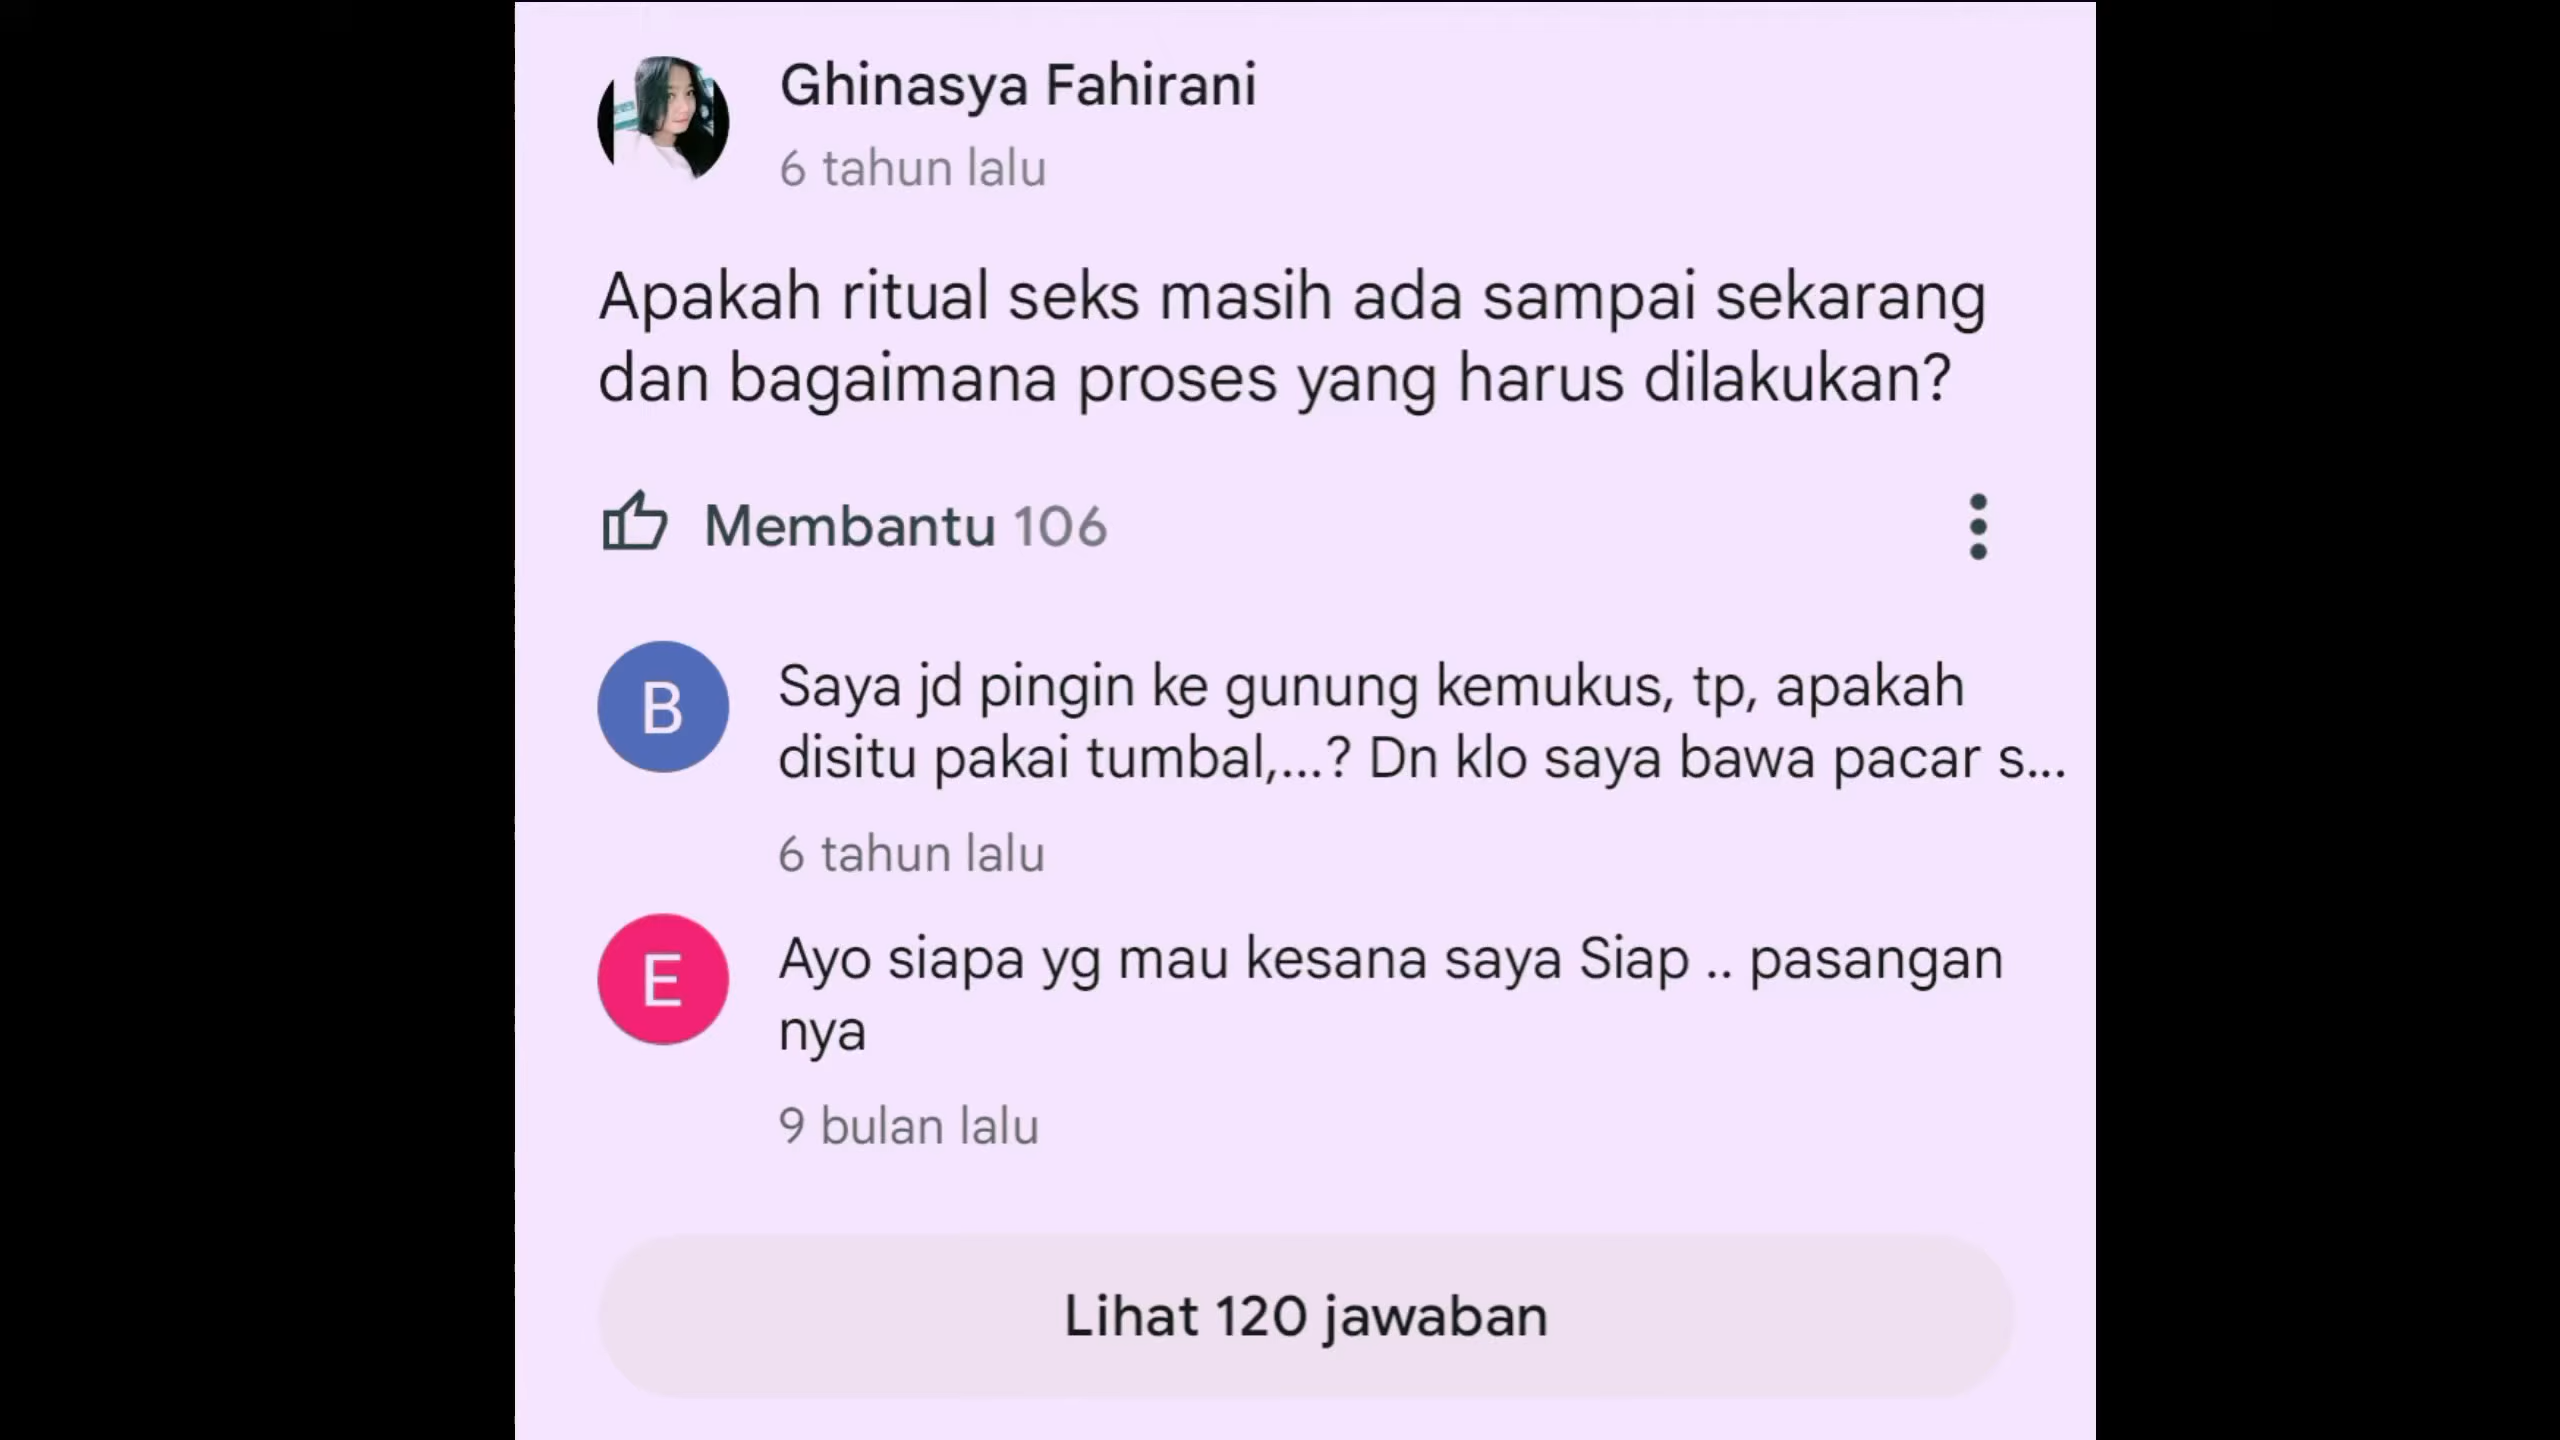 Ghinasya Fahirani
6 tahun lalu
Apakah ritual seks masih ada sampai sekarang
dan bagaimana proses yang harus dilakukan?
Membantu 106
B
Saya jd pingin ke gunung kemukus, tp, apakah
disitu pakai tumbal,...? Dn klo saya bawa pacar s...
6 tahun lalu
E
Ayo siapa yg mau kesana saya Siap .. pasangan
nya
9 bulan lalu
Lihat 120 jawaban